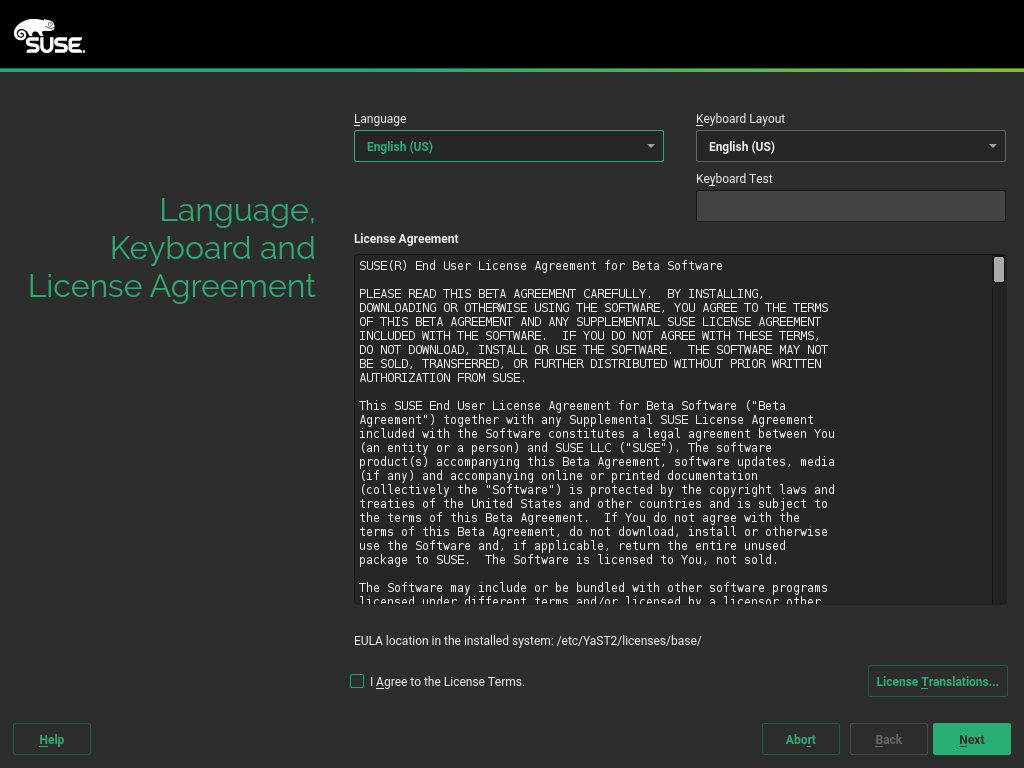 SUSE.
Language
Keyboard Layout
English (US)
English (US)
Keyboard Test
Language,
Keyboard and
License Agreement
License Agreement
SUSE(R) End User License Agreement for Beta Software
PLEASE READ THIS BETA AGREEMENT CAREFULLY.  BY INSTALLING,
DOWNLOADING OR OTHERWISE USING THE SOFTWARE, YOU AGREE TO THE TERMS
OF THIS BETA AGREEMENT AND ANY SUPPLEMENTAL SUSE LICENSE AGREEMENT
INCLUDED WITH THE SOFTWARE.  IF YOU DO NOT AGREE WITH THESE TERMS,
DO NOT DOWNLOAD, INSTALL OR USE THE SOFTWARE.  THE SOFTWARE MAY NOT
BE SOLD, TRANSFERRED, OR FURTHER DISTRIBUTED WITHOUT PRIOR WRITTEN
AUTHORIZATION FROM SUSE.
This SUSE End User License Agreement for Beta Software ("Beta
Agreement") together with any Supplemental SUSE License Agreement
included with the Software constitutes a legal agreement between You
(an entity or a person) and SUSE LLC ("SUSE"). The software
product(s) accompanying this Beta Agreement, software updates, media
(if any) and accompanying online or printed documentation
(collectively the "Software") is protected by the copyright laws and
treaties of the United States and other countries and is subject to
the terms of this Beta Agreement.  If You do not agree with the
terms of this Beta Agreement, do not download, install or otherwise
use the Software and, if applicable, return the entire unused
package to SUSE.  The Software is licensed to You, not sold.
The Software may include or be bundled with other software programs
licensed under different terms and/or licensed by a licensor other
EULA location in the installed system: /etc/YaST2/licenses/base/
I Agree to the License Terms.
License Translations...
Help
Abort
Back
Next